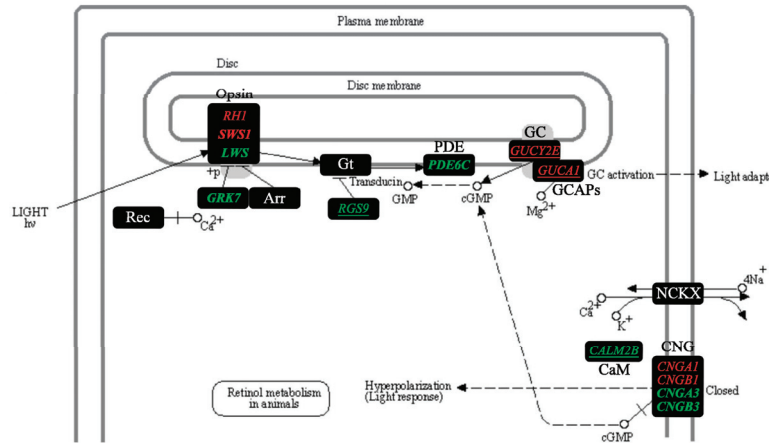 Plasma membrane
Disc
Disc membrane
Opsin
RH1
SWS1
LWS
+p
GRK7
Arr
Gt
Transducin
RGS9
PDE
PDE6C
GMP
cGMP
GC
GUCY2E
GUCA1
GCAPs
Mg2+
GC activation
Light adapt
LIGHT
hν
Rec
Ca2+
NCKX
4Na+
Ca2+
K+
CALM2B
CaM
CNG
CNGA1
CNGB1
CNGA3
CNGB3
Closed
Hyperpolarization
(Light response)
cGMP
Retinol metabolism
in animals